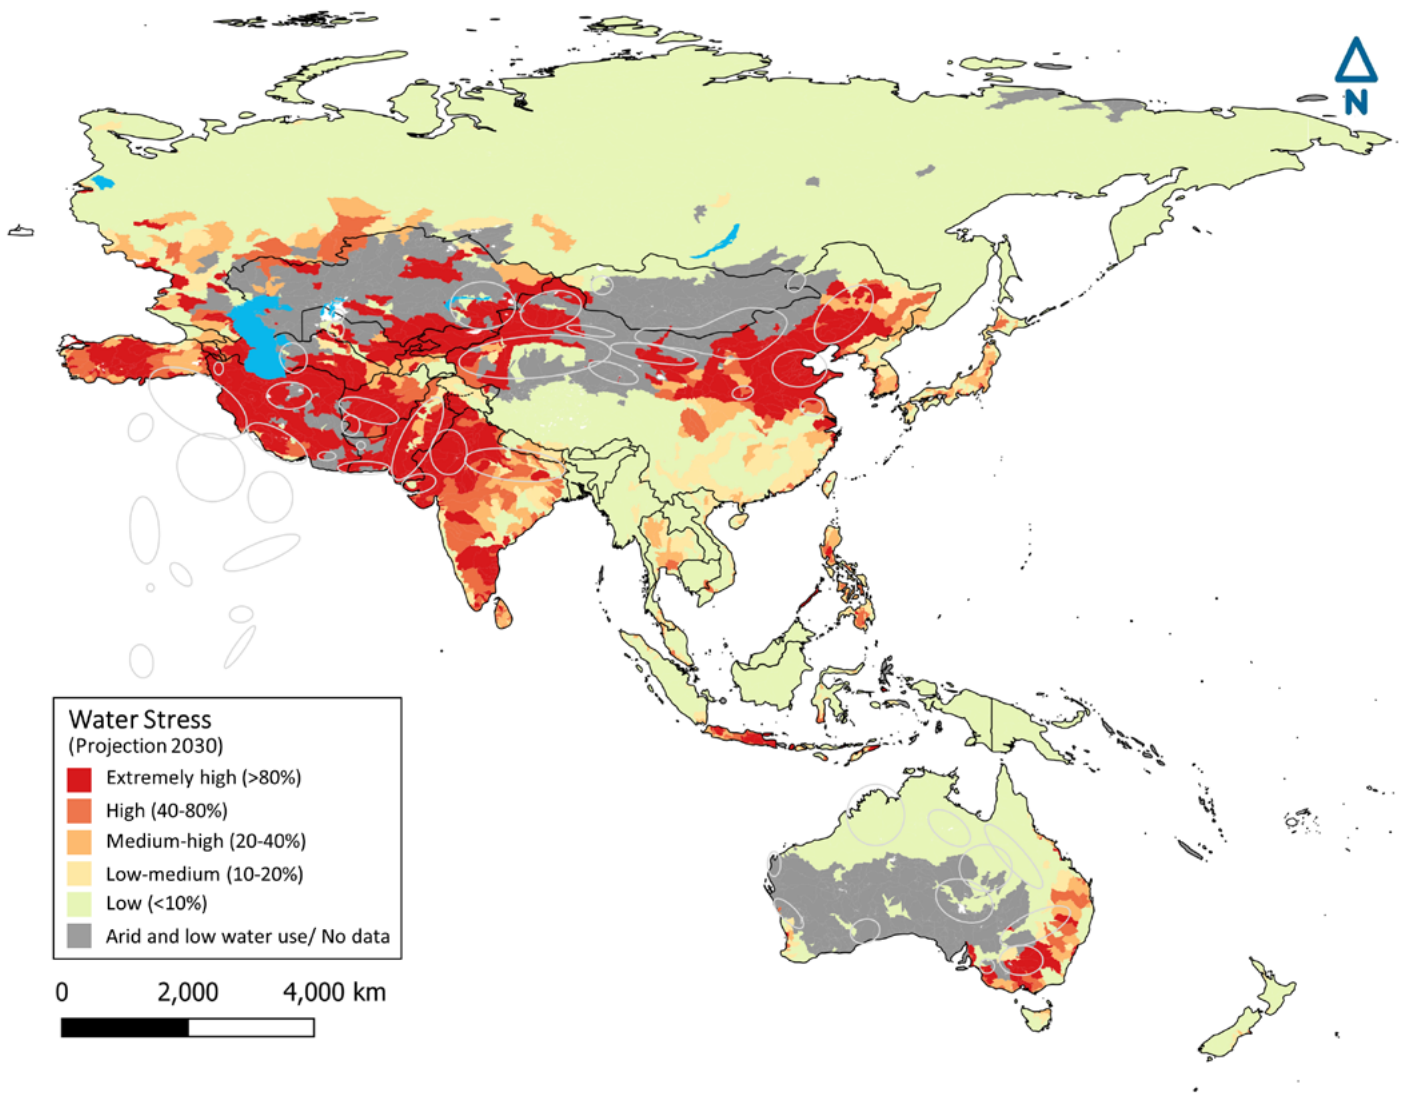 N
Water Stress
(Projection 2030)
Extremely high (>80%)
High (40-80%)
Medium-high (20-40%)
Low-medium (10-20%)
Low (<10%)
Arid and low water use/ No data
0 2,000 4,000 km